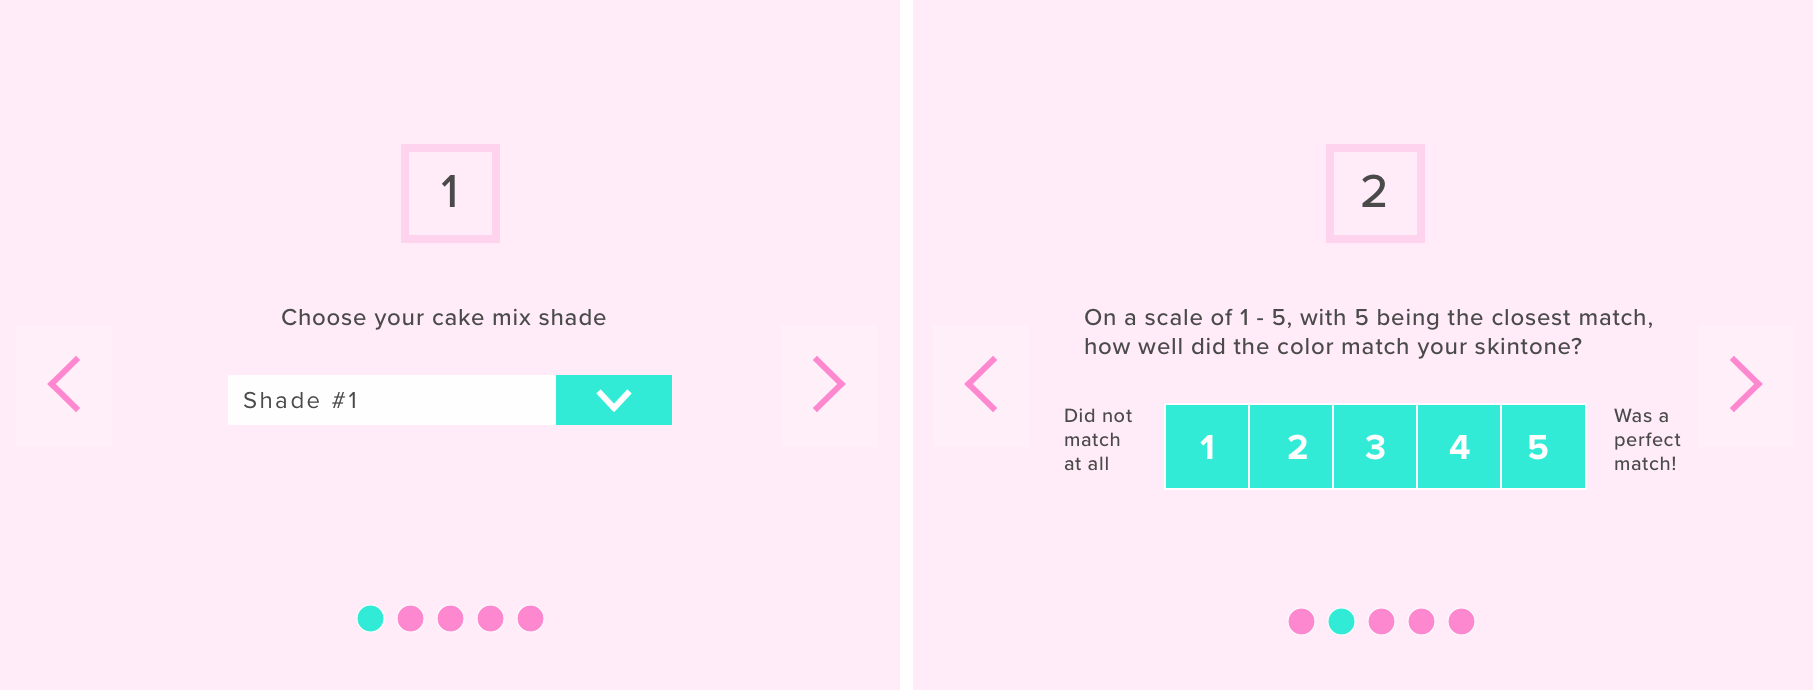 1
Choose your cake mix shade
Shade #1
2
On a scale of 1 - 5, with 5 being the closest match,
how well did the color match your skintone?
Did not
match
at all
1 2 3 4 5
Was a
perfect
match!